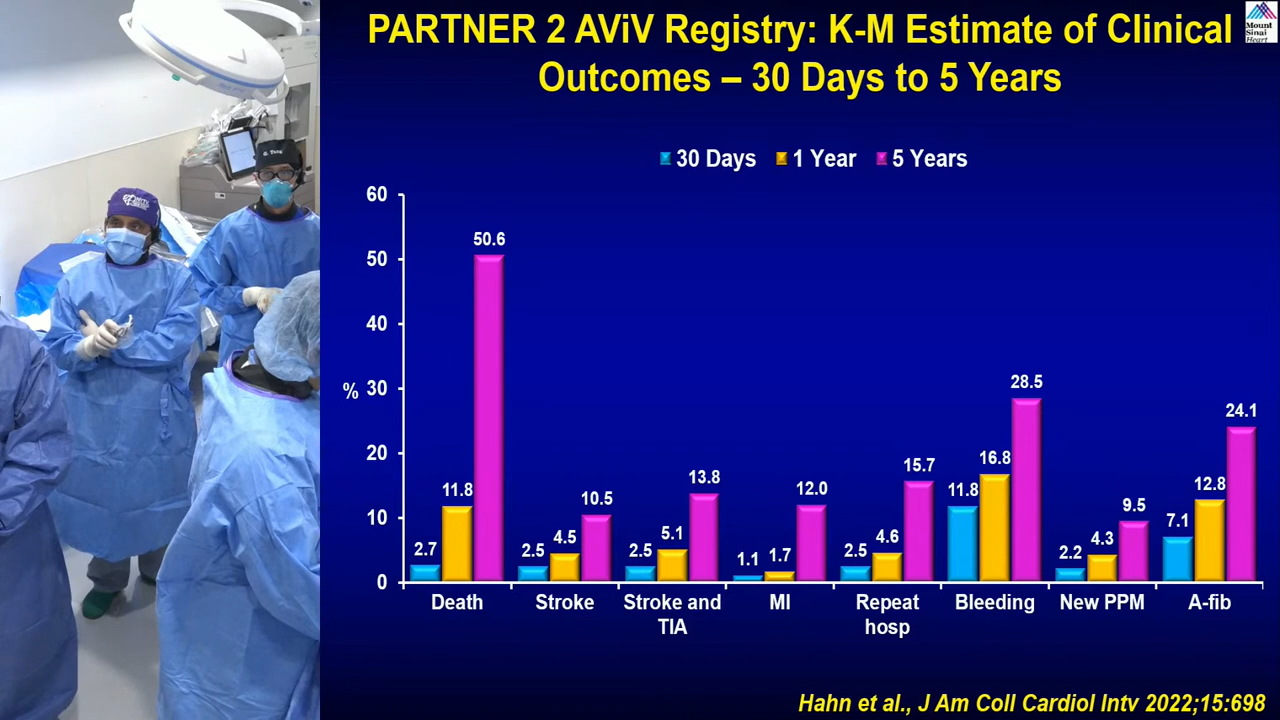 PARTNER 2 AViV Registry: K-M Estimate of Clinical
Outcomes – 30 Days to 5 Years
Mount
Sinai
Heart
30 Days 1 Year 5 Years
60
50
40
% 30
20
10
0
2.7 11.8 50.6
2.5 4.5 10.5
2.5 5.1 13.8
1.1 1.7 12.0
2.5 4.6 15.7
11.8 16.8 28.5
2.2 4.3 9.5
7.1 12.8 24.1
Death Stroke Stroke and MI Repeat Bleeding New PPM A-fib
TIA hosp
Hahn et al., J Am Coll Cardiol Intv 2022;15:698
G. Tang